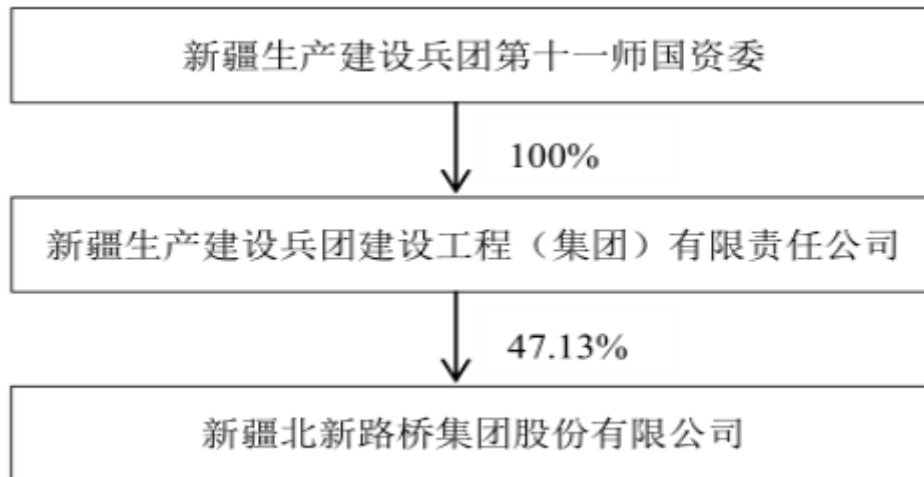 新疆生产建设兵团第十一师国资委
100%
新疆生产建设兵团建设工程（集团）有限责任公司
47.13%
新疆北新路桥集团股份有限公司